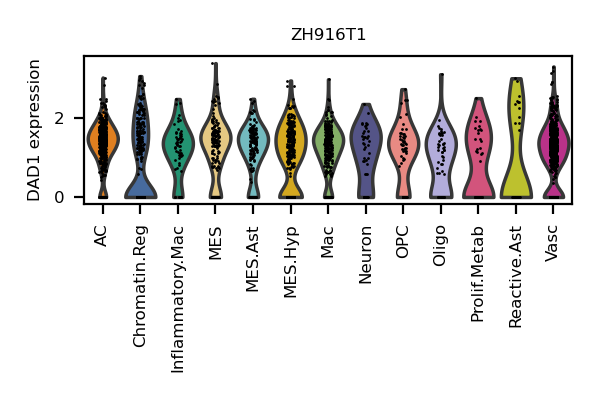 ZH916T1
DAD1 expression
2
0
AC
Chromatin.Reg
Inflammatory.Mac
MES
MES.Ast
MES.Hyp
Mac
Neuron
OPC
Oligo
Prolif.Metab
Reactive.Ast
Vasc